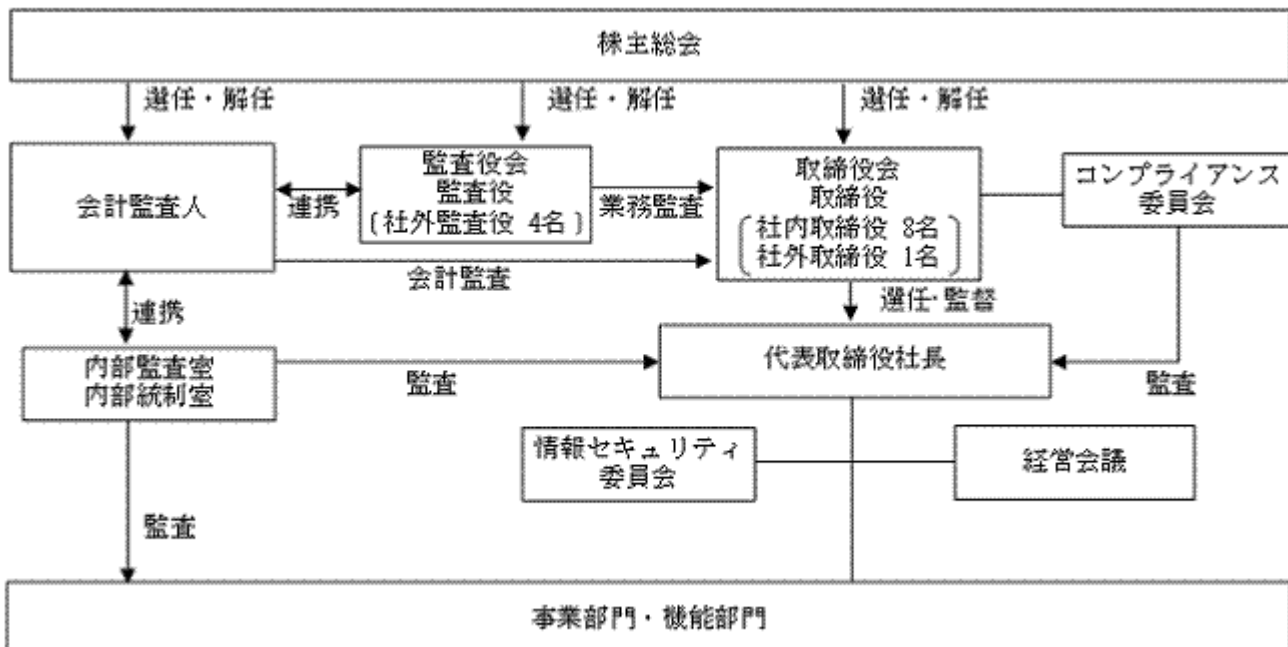 株主総会
選任・解任
選任・解任
選任・解任
会計監査人
連携
監査役会
監査役
〔社外監査役 4名〕
業務監査
取締役会
取締役
社内取締役 8名
社外取締役 1名
コンプライアンス
委員会
会計監査
連携
選任・監督
内部監査室
内部統制室
監査
代表取締役社長
監査
情報セキュリティ
委員会
経営会議
監査
事業部門・機能部門